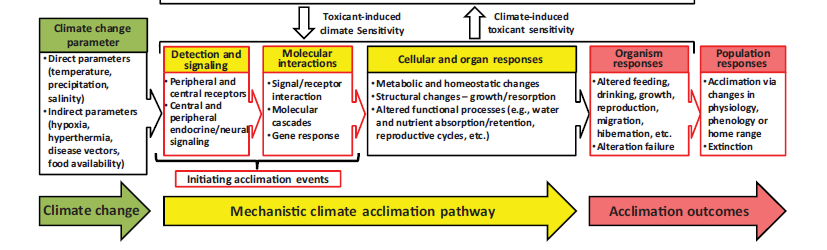 Toxicant-induced
climate Sensitivity
Climate-induced
toxicant sensitivity
Climate change
parameter
• Direct parameters
(temperature,
precipitation,
salinity)
• Indirect parameters
(hypoxia,
hyperthermia,
disease vectors,
food availability)
Detection and
signaling
• Peripheral and
central receptors
• Central and
peripheral
endocrine/neural
signaling
Molecular
interactions
• Signal/receptor
interaction
• Molecular
cascades
• Gene response
Cellular and organ responses
• Metabolic and homeostatic changes
• Structural changes – growth/resorption
• Altered functional processes (e.g., water
and nutrient absorption/retention,
reproductive cycles, etc.)
Organism
responses
• Altered feeding,
drinking, growth,
reproduction,
migration,
hibernation, etc.
• Alteration failure
Population
responses
• Acclimation via
changes in
physiology,
phenology or
home range
• Extinction
Initiating acclimation events
Climate change
Mechanistic climate acclimation pathway
Acclimation outcomes